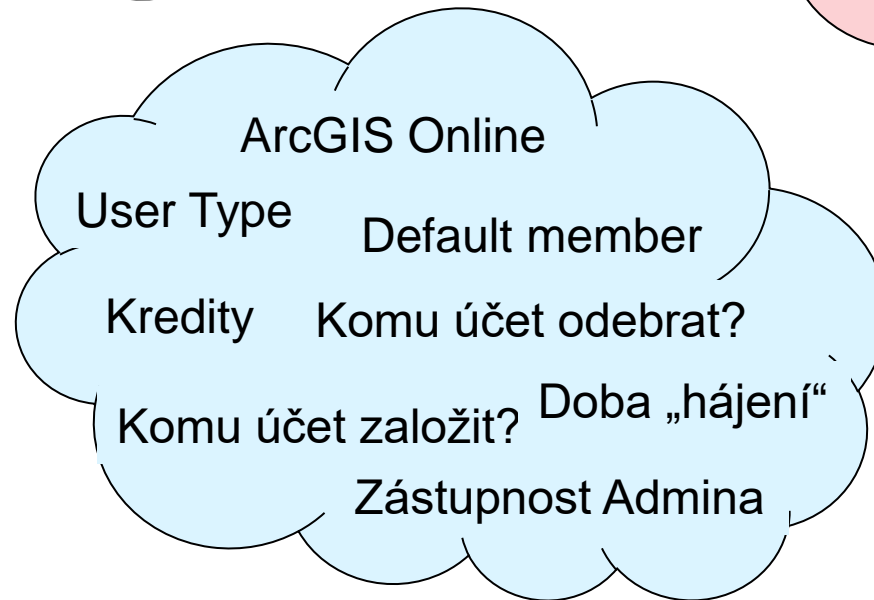 ArcGIS Online
User Type
Default member
Kredity
Komu účet odebrat?
Doba „hájení“
Komu účet založit?
Zástupnost Admina